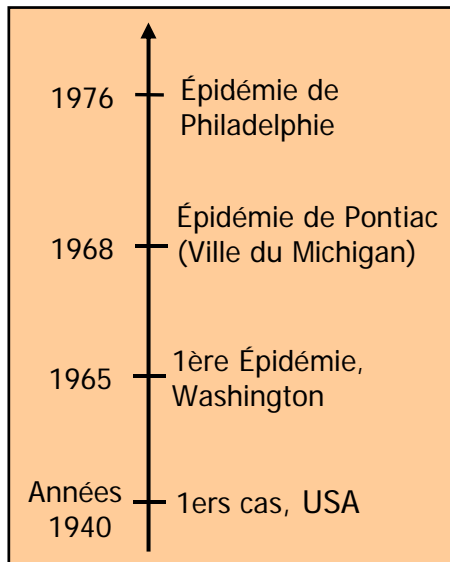 1976
Épidémie de
Philadelphie
1968
Épidémie de Pontiac
(Ville du Michigan)
1965
1ère Épidémie,
Washington
Années
1940
1ers cas, USA